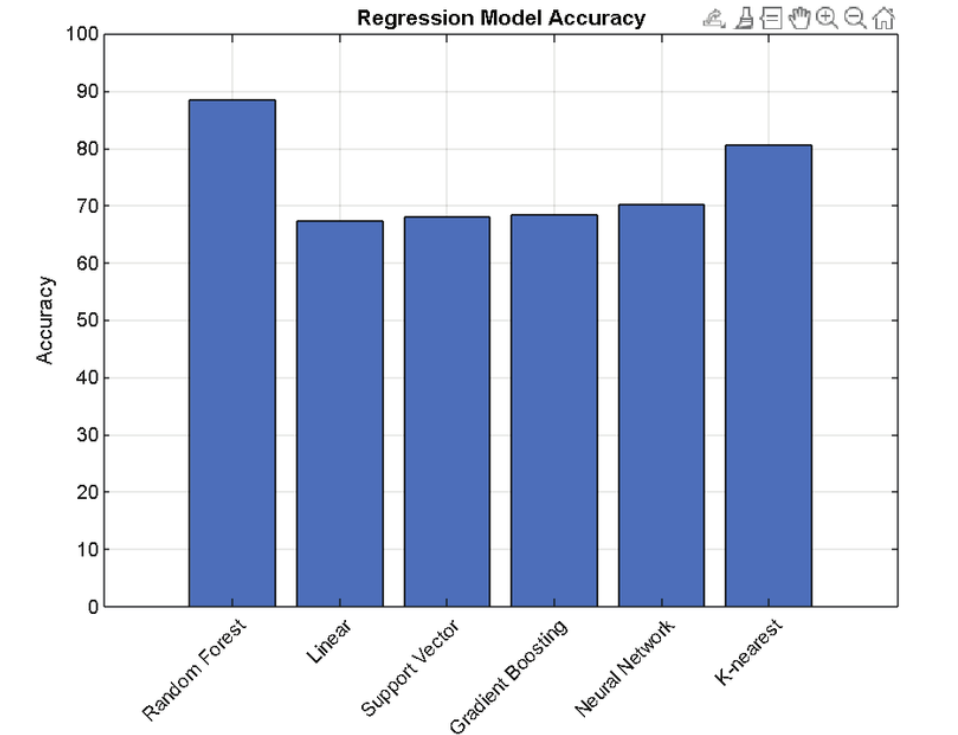 Regression Model Accuracy
Accuracy
100
90
80
70
60
50
40
30
20
10
0
Random Forest
Linear
Support Vector
Gradient Boosting
Neural Network
K-nearest